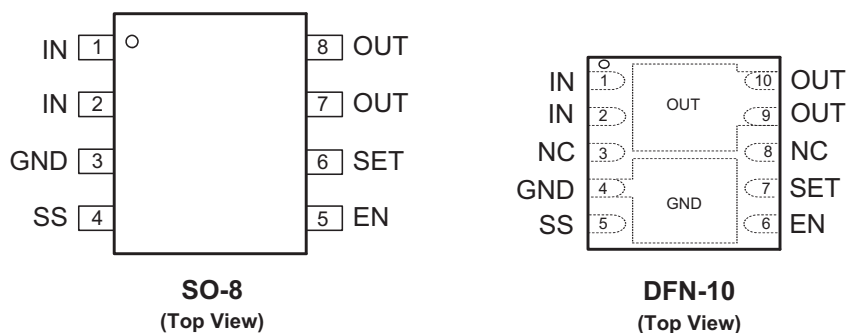 IN 1 8 OUT
IN 2 7 OUT
GND 3 6 SET
SS 4 5 EN
SO-8
(Top View)
IN 1 10 OUT
IN 2 OUT 9 OUT
NC 3 8 NC
GND 4 7 SET
SS 5 GND 6 EN
DFN-10
(Top View)